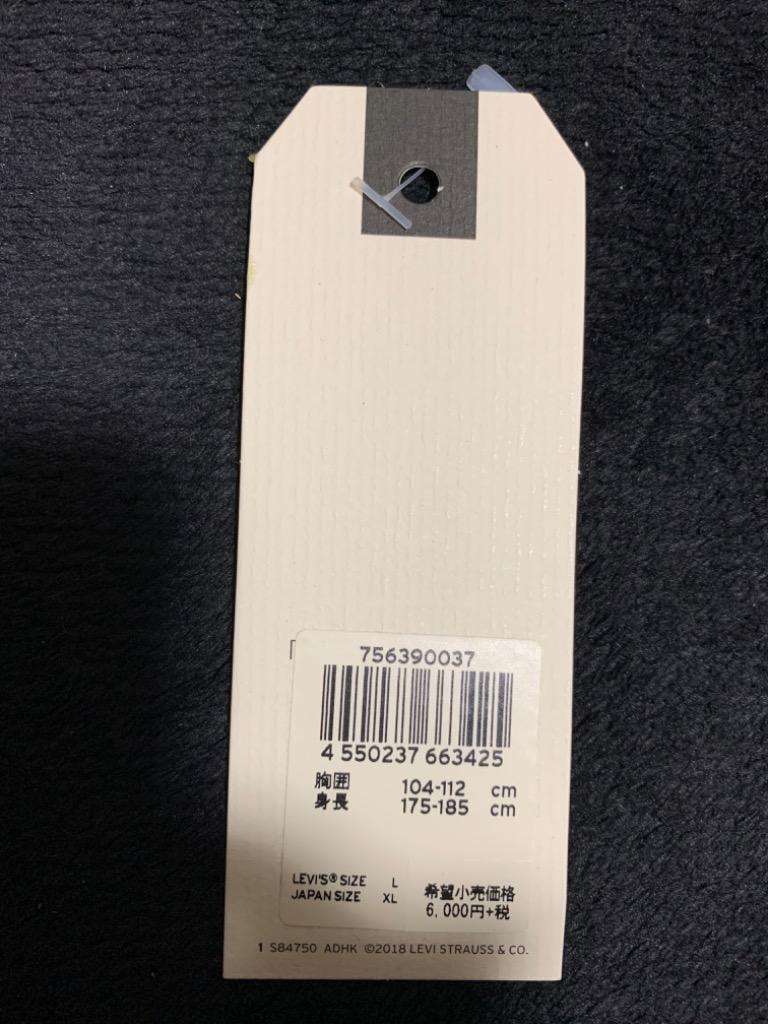 756390037
4 550237 663425
胸囲 104-112 cm
身長 175-185 cm
LEVI'S® SIZE L
JAPAN SIZE XL
希望小売価格
6,000円+税
1 S84750 ADHK ©2018 LEVI STRAUSS & CO.